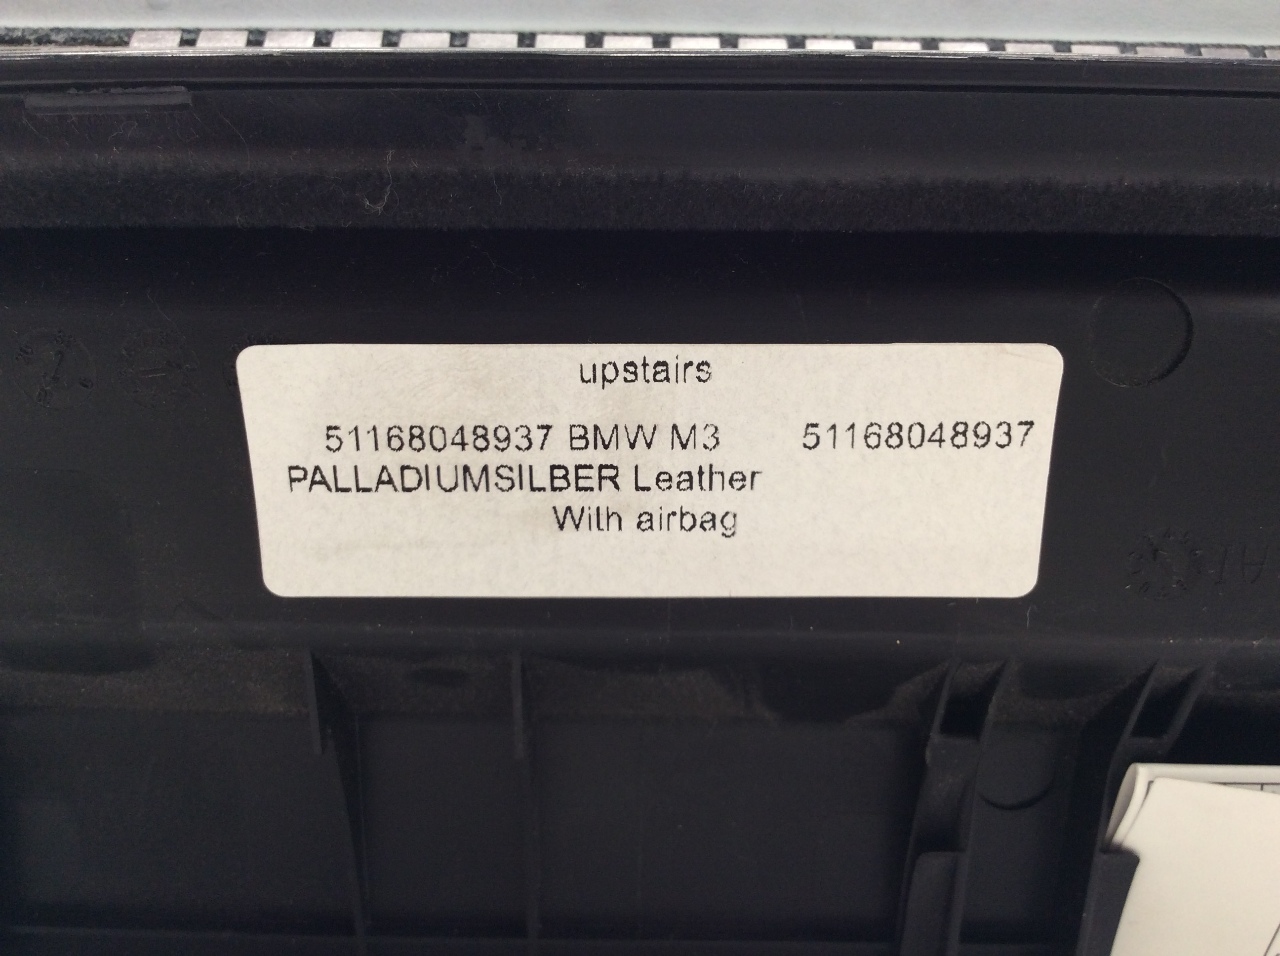 upstairs
51168048937 BMW M3 51168048937
PALLADIUMSILBER Leather
With airbag